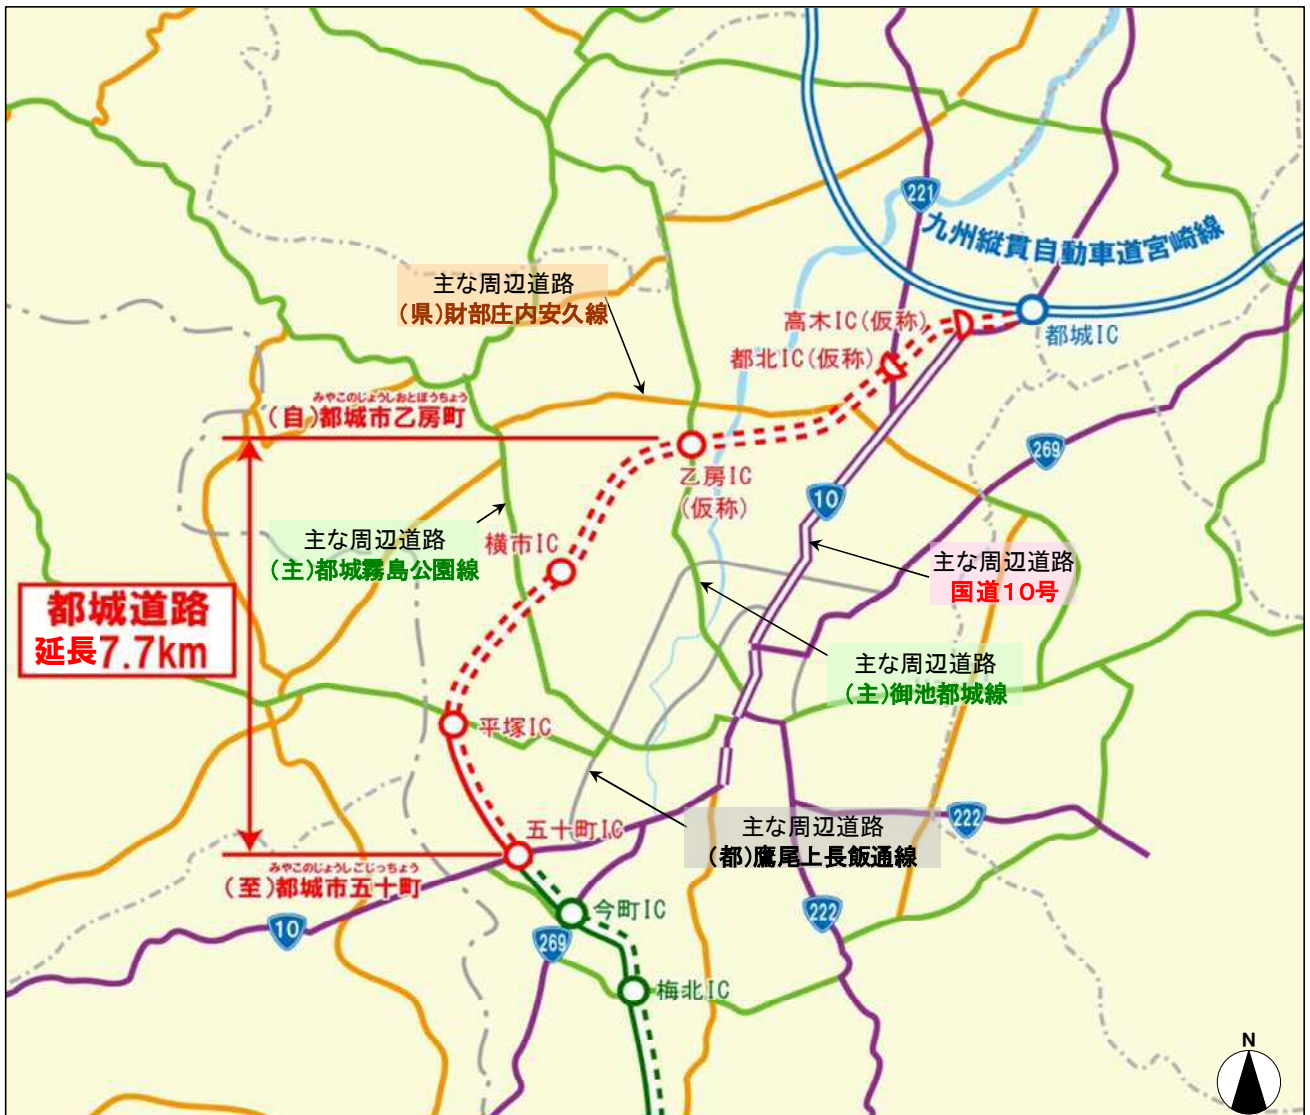 221
九州縦貫自動車道宮崎線
主な周辺道路
(県)財部庄内安久線
高木IC(仮称)
都城IC
都北IC(仮称)
みやこのじょうしおとぼうちょう
(自)都城市乙房町
269
乙房IC
(仮称)
10
主な周辺道路
(主)都城霧島公園線
横市IC
主な周辺道路
国道10号
都城道路
延長7.7km
主な周辺道路
(主)御池都城線
平塚IC
五十町IC
222
主な周辺道路
(都)鷹尾上長飯通線
みやこのじょうしごじっちょう
(至)都城市五十町
今町IC
222
10
269
梅北IC
N